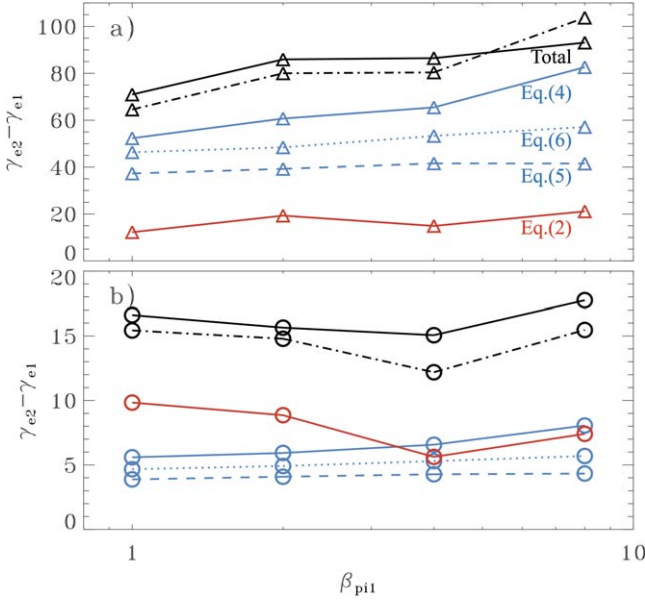 a)
100
80
60
40
20
0
γe2−γe1
Total
Eq.(4)
Eq.(6)
Eq.(5)
Eq.(2)
b)
20
15
10
5
0
γe2−γe1
1
10
βpi1